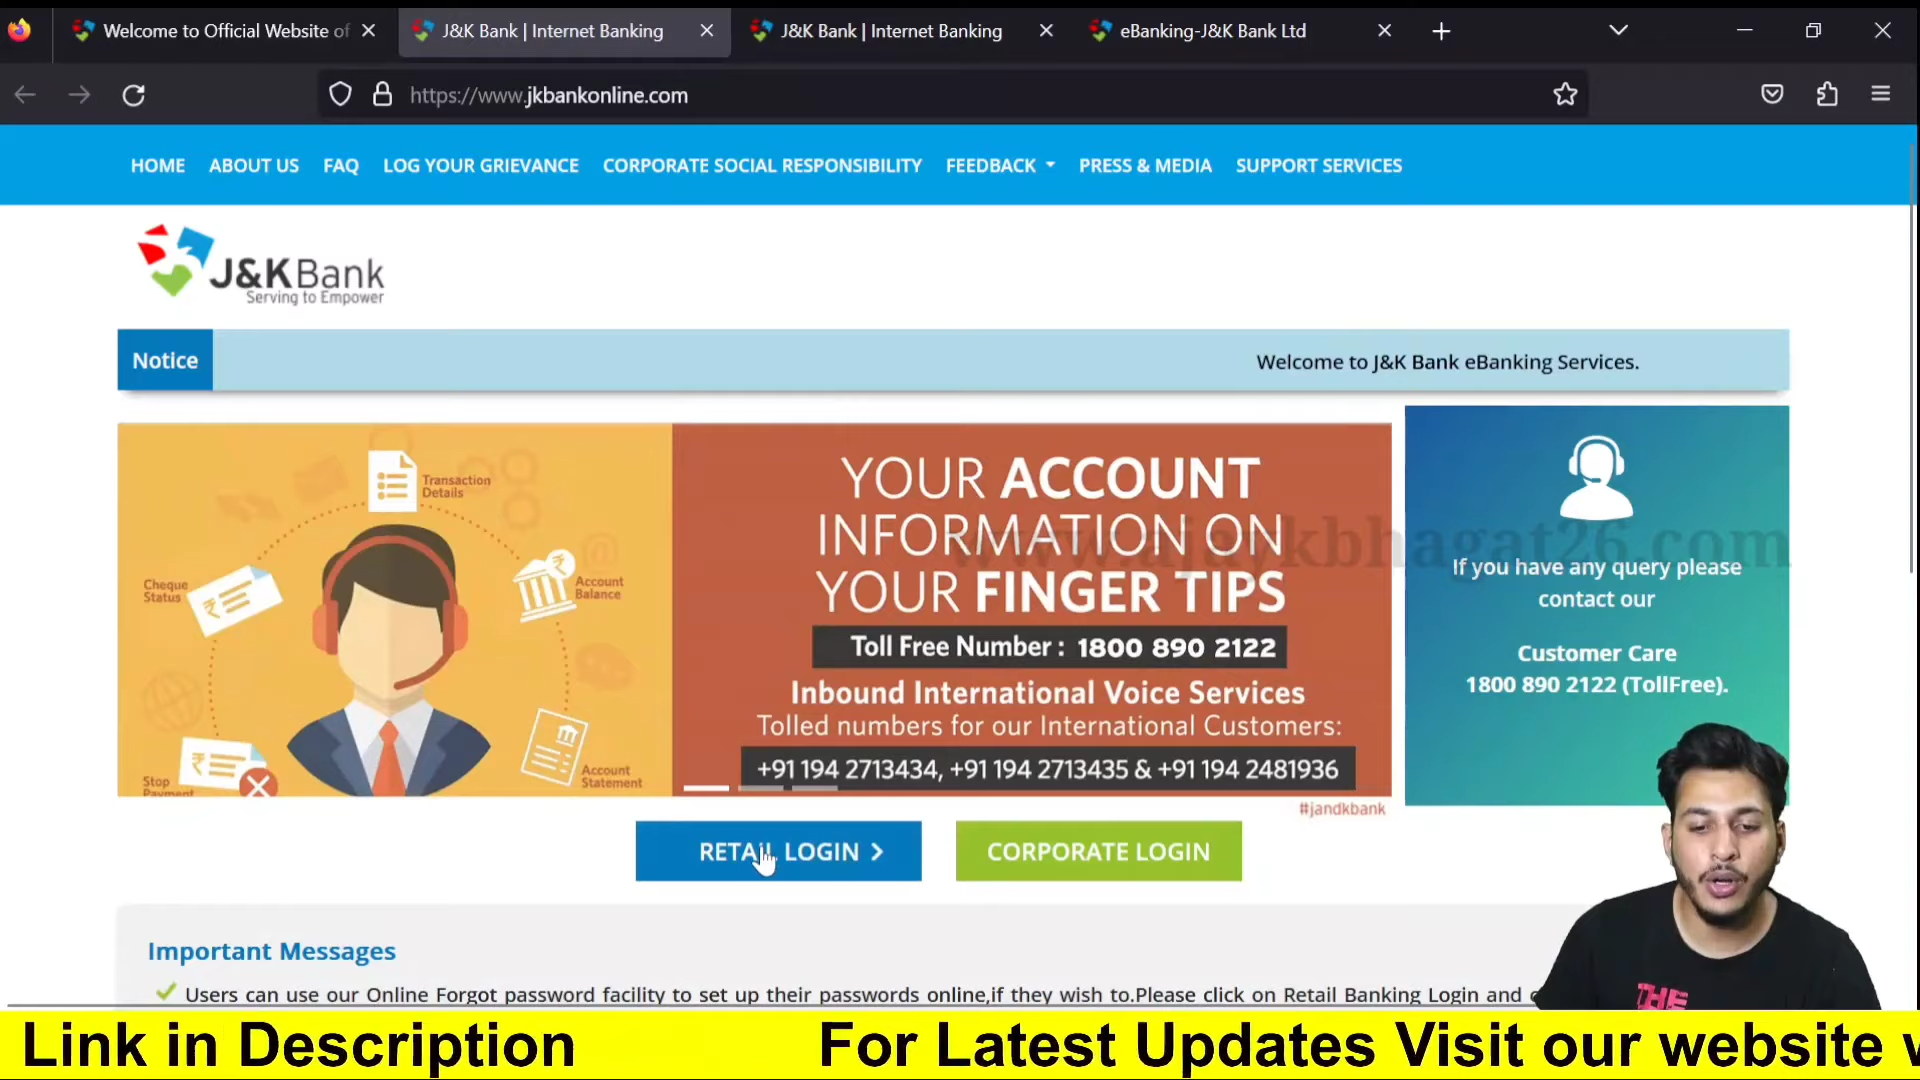 Welcome to Official Website of
J&K Bank | Internet Banking
J&K Bank | Internet Banking
eBanking-J&K Bank Ltd
https://www.jkbankonline.com
HOME ABOUT US FAQ LOG YOUR GRIEVANCE CORPORATE SOCIAL RESPONSIBILITY FEEDBACK PRESS & MEDIA SUPPORT SERVICES
J&K Bank
Serving to Empower
Notice
Welcome to J&K Bank eBanking Services.
Transaction
Details
Cheque
Status
Account
Balance
Stop
Payment
Account
Statement
YOUR ACCOUNT
INFORMATION ON
YOUR FINGER TIPS
Toll Free Number : 1800 890 2122
Inbound International Voice Services
Tolled numbers for our International Customers:
+91 194 2713434, +91 194 2713435 & +91 194 2481936
#jandkbank
www.ajaykbhagat26.com
If you have any query please
contact our
Customer Care
1800 890 2122 (TollFree).
RETAIL LOGIN
CORPORATE LOGIN
Important Messages
Users can use our Online Forgot password facility to set up their passwords online,if they wish to.Please click on Retail Banking Login and
THE
Link in Description
For Latest Updates Visit our website